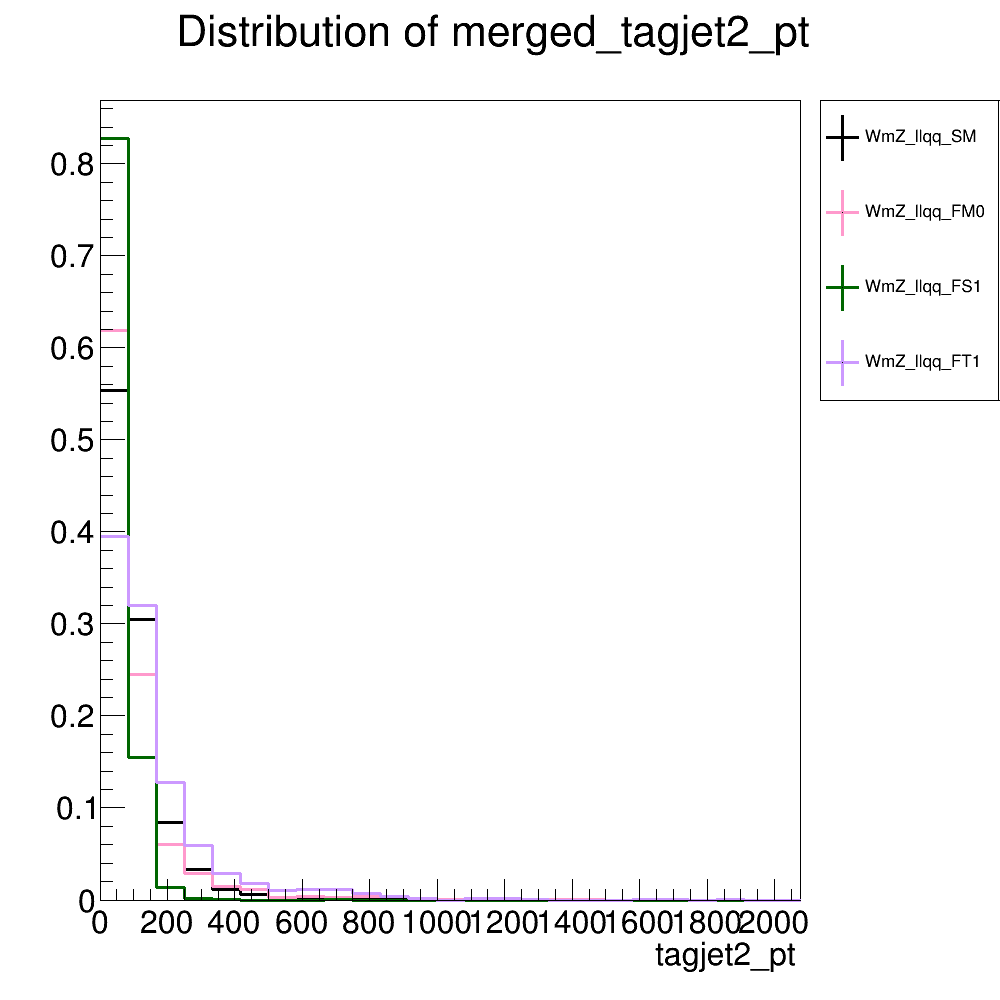 Distribution of merged_tagjet2_pt
WmZ_llqq_SM
WmZ_llqq_FM0
WmZ_llqq_FS1
WmZ_llqq_FT1
0.8
0.7
0.6
0.5
0.4
0.3
0.2
0.1
0
0 200 400 600 800 1000 1200 1400 1600 1800 2000
tagjet2_pt